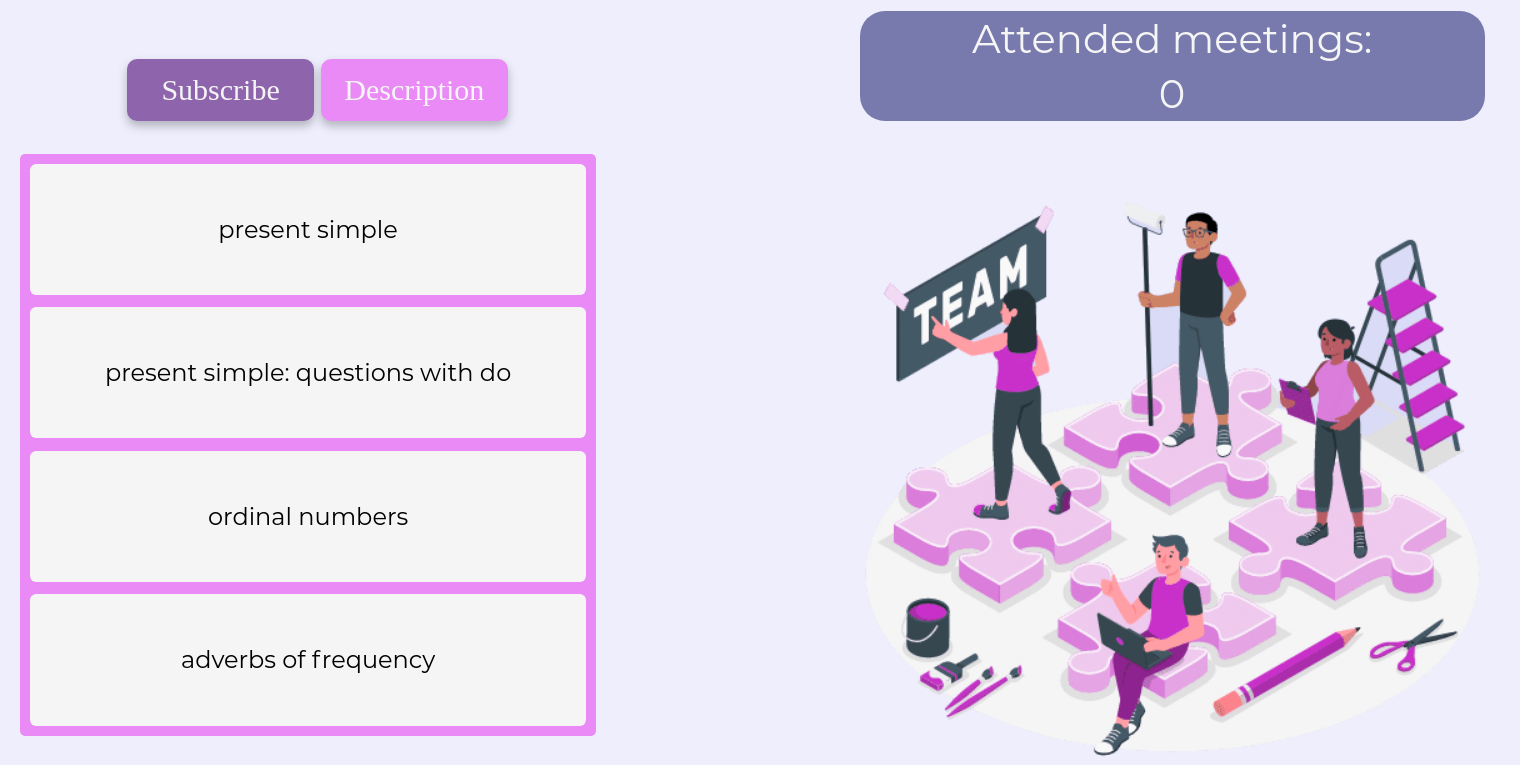 Subscribe
Description
present simple
present simple: questions with do
ordinal numbers
adverbs of frequency
Attended meetings:
0
TEAM